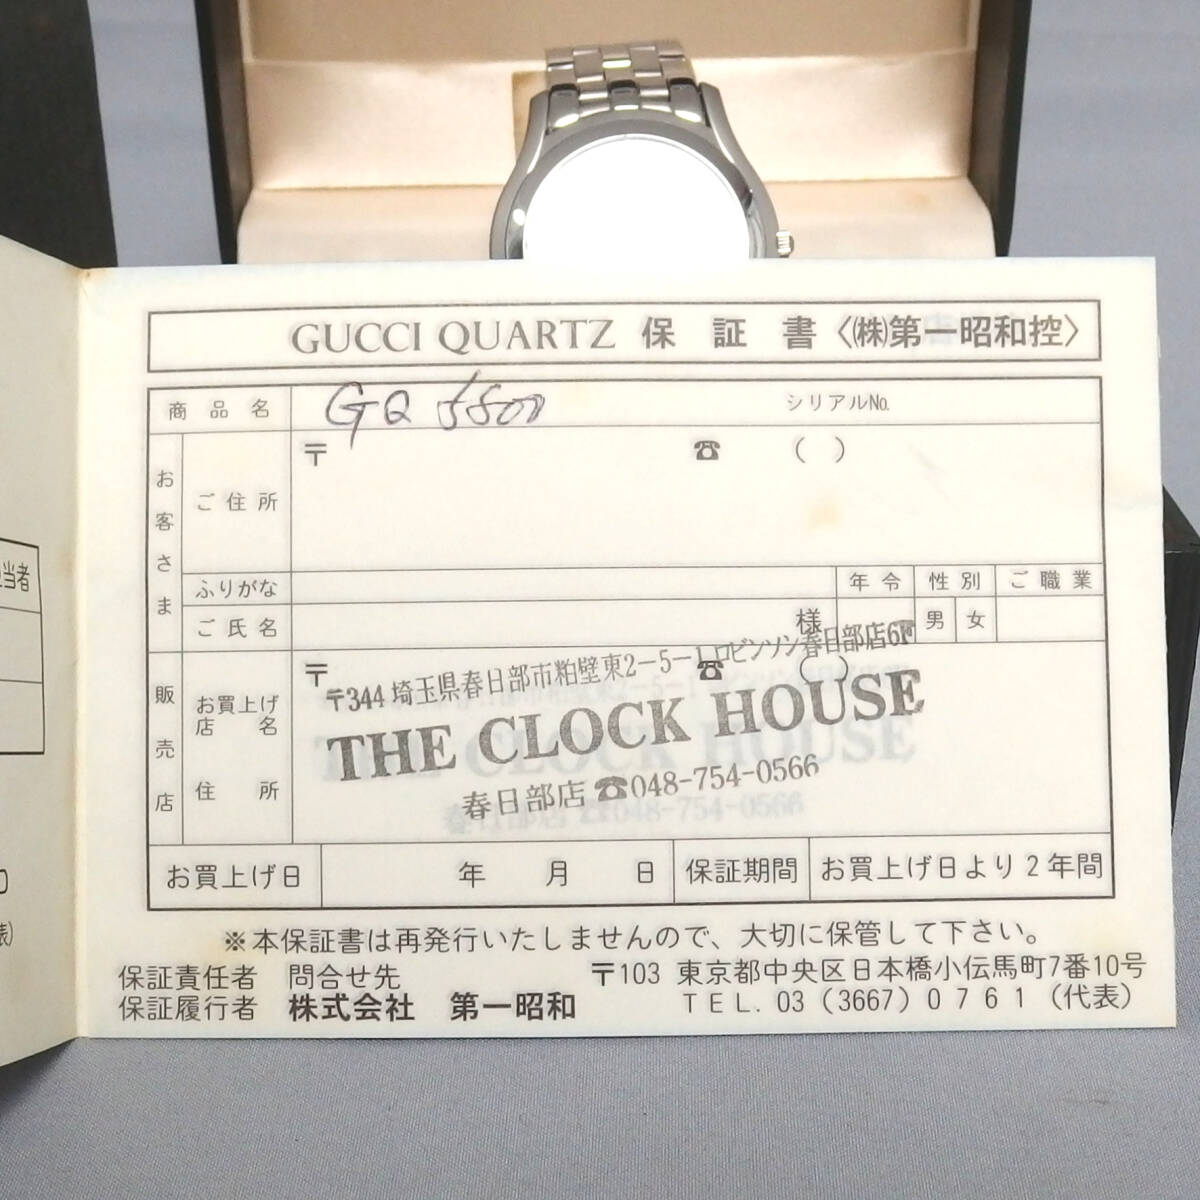 GUCCI QUARTZ 保証書〈㈱第一昭和控〉
商品名 GQ 5500 シリアルNo.
お客さま
ご住所 〒 ☎ ( )
ふりがな 年令 性別 ご職業
ご氏名 様 男 女
販売店
お買上げ店名
住所
〒 ☎ ( )
〒344 埼玉県春日部市粕壁東2-5-1 ロビンソン春日部店6F
THE CLOCK HOUSE
春日部店 ☎048-754-0566
お買上げ日 年 月 日 保証期間 お買上げ日より2年間
※本保証書は再発行いたしませんので、大切に保管して下さい。
保証責任者 問合せ先 〒103 東京都中央区日本橋小伝馬町7番10号
保証履行者 株式会社 第一昭和 TEL. 03 (3667) 0761 (代表)
当者